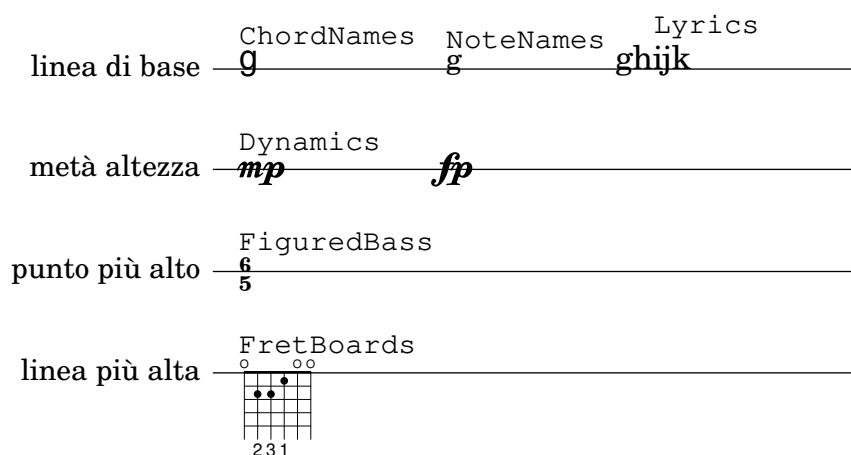 ChordNames NoteNames Lyrics
linea di base g g ghijk
Dynamics
metà altezza mp fp
FiguredBass
punto più alto 6
5
FretBoards
o o o
linea più alta
231